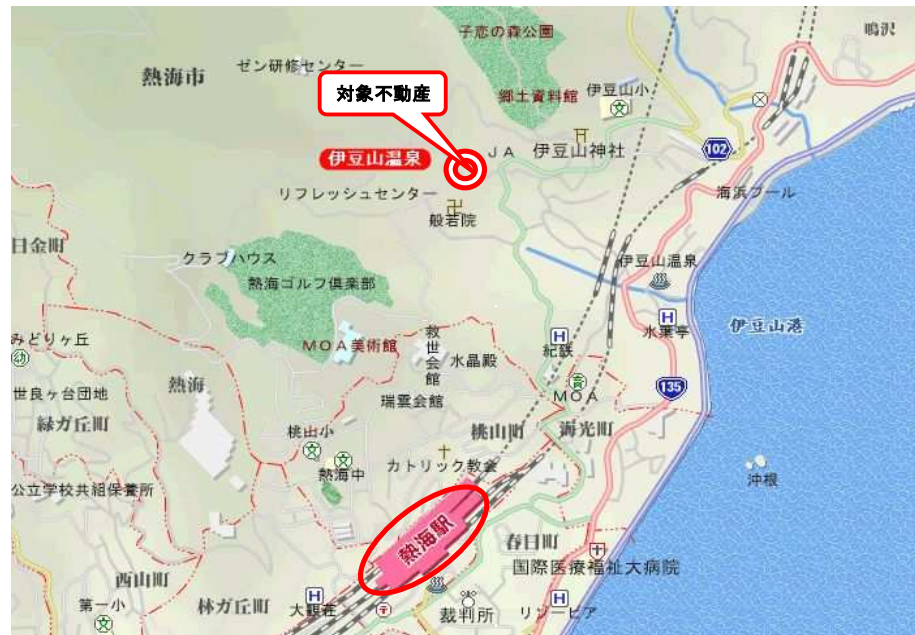 子恋の森公園
鳴沢
ゼン研修センター
熱海市
対象不動産
郷土資料館
伊豆山小
文
伊豆山温泉
JA
伊豆山神社
102
リフレッシュセンター
海浜プール
般若院
日金町
クラブハウス
伊豆山温泉
熱海ゴルフ倶楽部
H
水葉亭
伊豆山港
みどりヶ丘
幼
MOA美術館
救世会館
水晶殿
H
紀鉄
世良ヶ台団地
熱海
育
MOA
135
瑞雲会館
緑ガ丘町
桃山小
文
桃山町
海光町
文
熱海中
カトリック教会
沖根
公立学校共組保養所
熱海駅
春日町
国際医療福祉大病院
西山町
第一小
文
林ガ丘町
H
大観荘
裁判所
H
リゾーピア